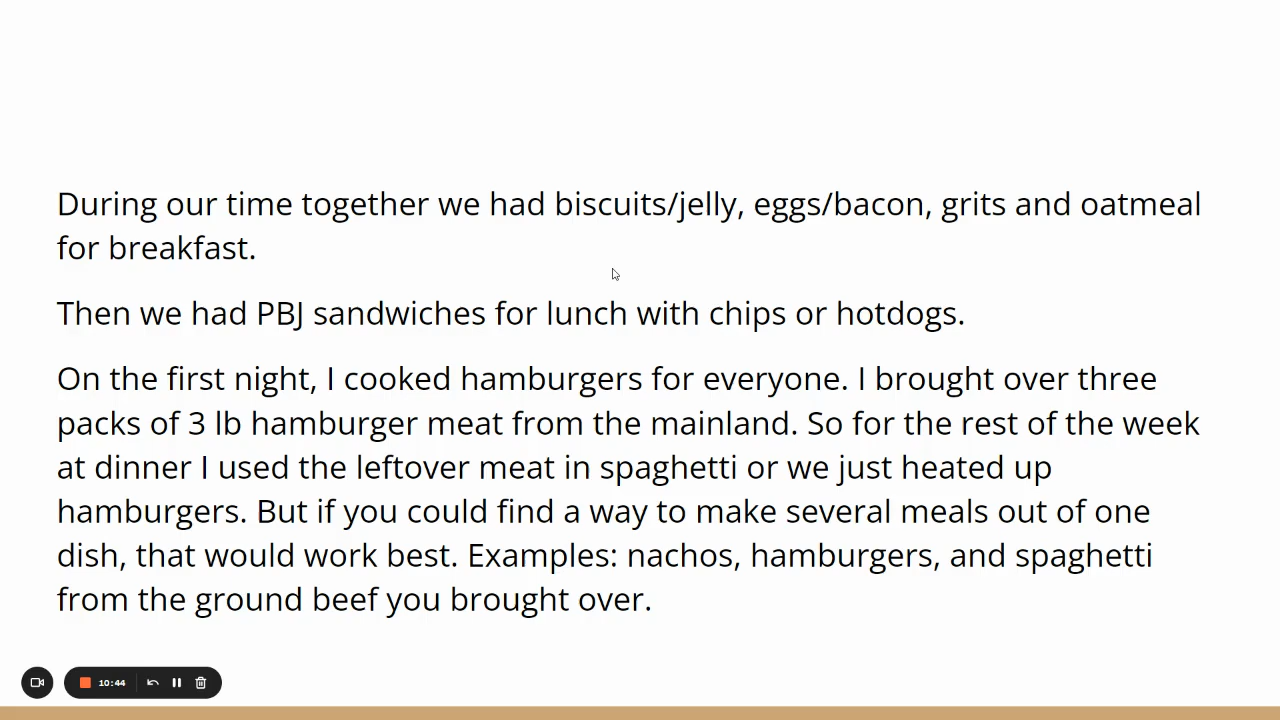 During our time together we had biscuits/jelly, eggs/bacon, grits and oatmeal
for breakfast.
Then we had PBJ sandwiches for lunch with chips or hotdogs.
On the first night, I cooked hamburgers for everyone. I brought over three
packs of 3 lb hamburger meat from the mainland. So for the rest of the week
at dinner I used the leftover meat in spaghetti or we just heated up
hamburgers. But if you could find a way to make several meals out of one
dish, that would work best. Examples: nachos, hamburgers, and spaghetti
from the ground beef you brought over.
10:44